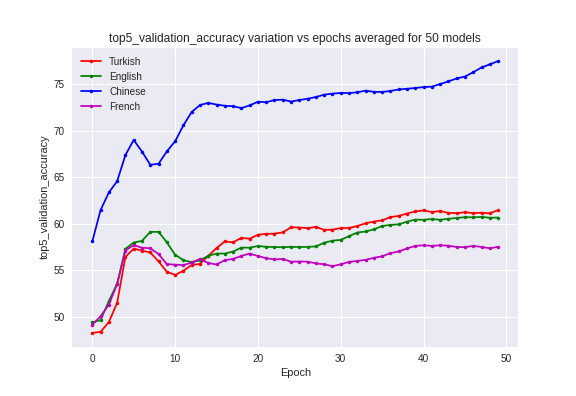 top5_validation_accuracy variation vs epochs averaged for 50 models
Turkish
English
Chinese
French
top5_validation_accuracy
75
70
65
60
55
50
0 10 20 30 40 50
Epoch